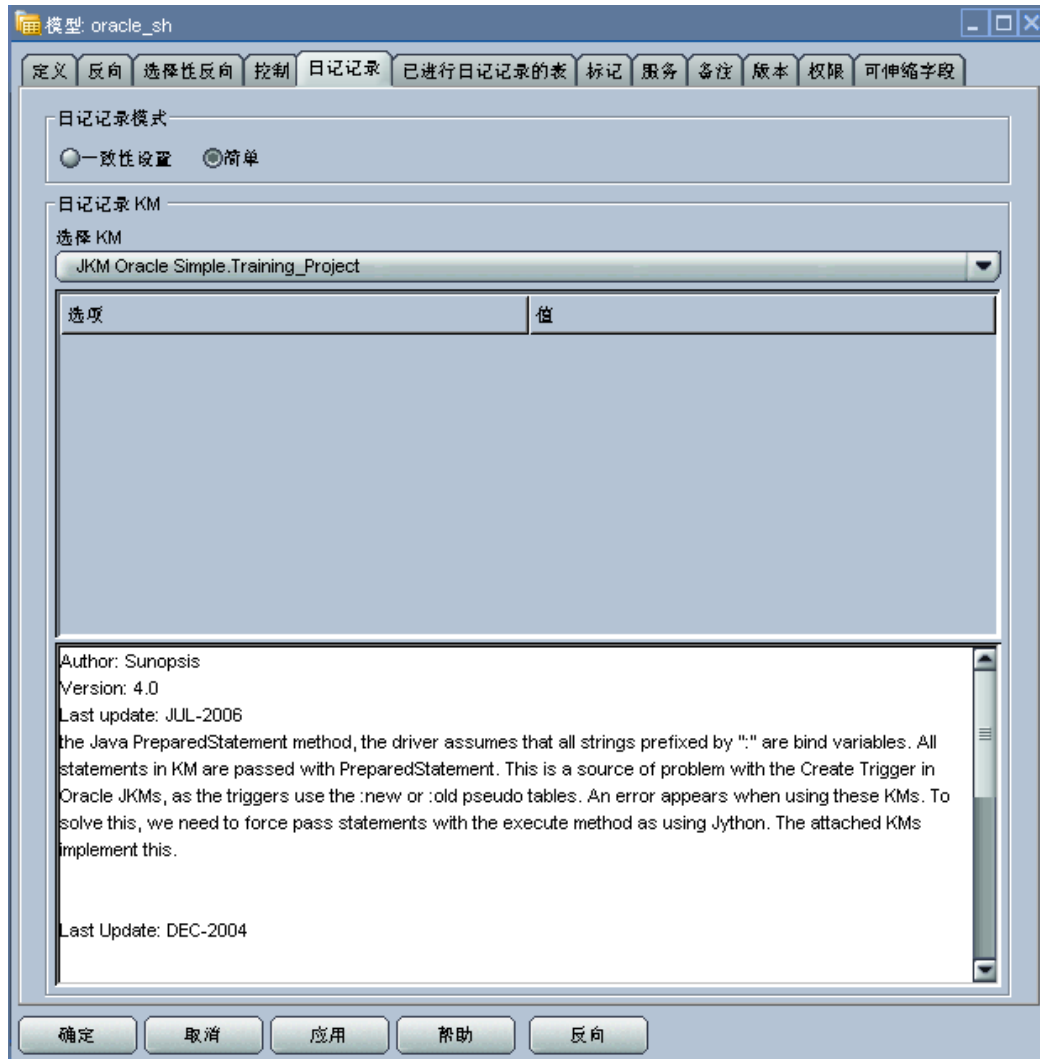 模型: oracle_sh
定义 反向 选择性反向 控制 日记记录 已进行日记记录的表 标记 服务 备注 版本 权限 可伸缩字段
日记记录模式
一致性设置 简单
日记记录 KM
选择 KM
JKM Oracle Simple.Training_Project
选项 值
Author: Sunopsis
Version: 4.0
Last update: JUL-2006
the Java PreparedStatement method, the driver assumes that all strings prefixed by ":" are bind variables. All
statements in KM are passed with PreparedStatement. This is a source of problem with the Create Trigger in
Oracle JKMs, as the triggers use the :new or :old pseudo tables. An error appears when using these KMs. To
solve this, we need to force pass statements with the execute method as using Jython. The attached KMs
implement this.
Last Update: DEC-2004
确定 取消 应用 帮助 反向